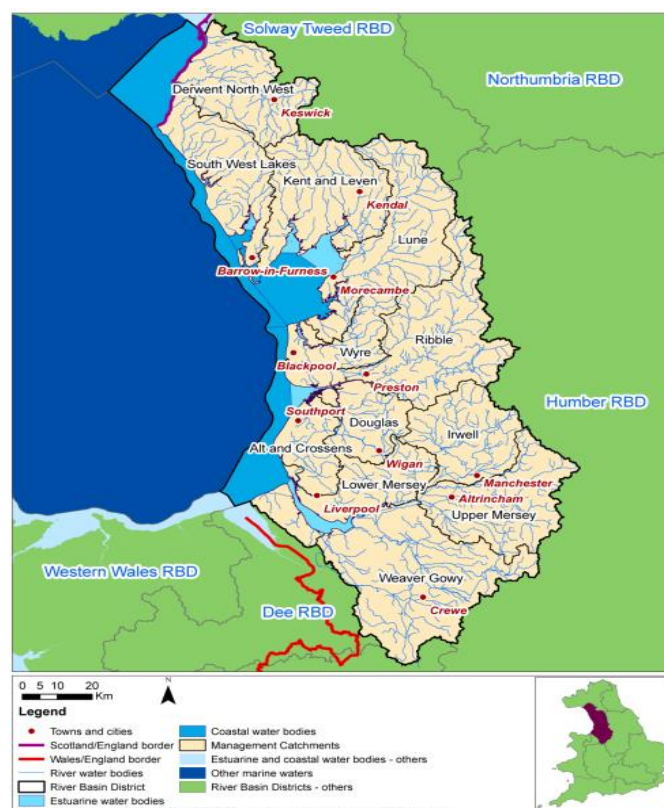 Solway Tweed RBD
Northumbria RBD
Derwent North West
Keswick
South West Lakes
Kent and Leven
Kendal
Lune
Barrow-in-Furness
Morecambe
Ribble
Wyre
Blackpool
Preston
Humber RBD
Southport
Douglas
Irwell
Alt and Crossens
Wigan
Manchester
Lower Mersey
Altrincham
Liverpool
Upper Mersey
Western Wales RBD
Weaver Gowy
Crewe
Dee RBD
0 5 10 20
Km
N
Legend
Towns and cities
Scotland/England border
Wales/England border
River water bodies
River Basin District
Estuarine water bodies
Coastal water bodies
Management Catchments
Estuarine and coastal water bodies - others
Other marine waters
River Basin Districts - others